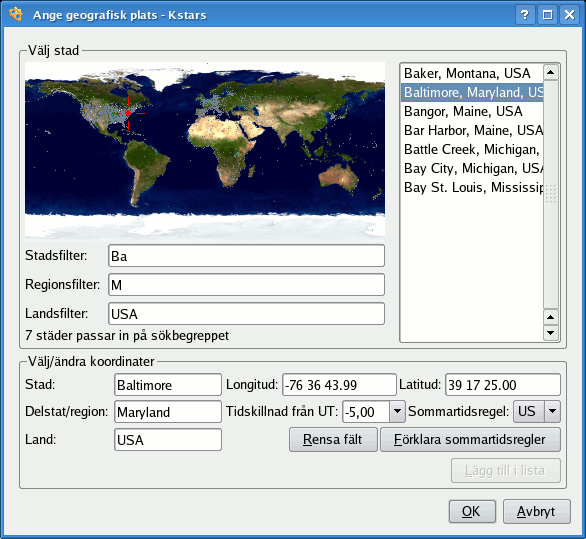 Ange geografisk plats - Kstars
Välj stad
Baker, Montana, USA
Baltimore, Maryland, US
Bangor, Maine, USA
Bar Harbor, Maine, USA
Battle Creek, Michigan,
Bay City, Michigan, USA
Bay St. Louis, Mississip
Stadsfilter: Ba
Regionsfilter: M
Landsfilter: USA
7 städer passar in på sökbegreppet
Välj/ändra koordinater
Stad: Baltimore Longitud: -76 36 43.99 Latitud: 39 17 25.00
Delstat/region: Maryland Tidskillnad från UT: -5,00 Sommartidsregel: US
Land: USA Rensa fält Förklara sommartidsregler
Lägg till i lista
OK Avbryt